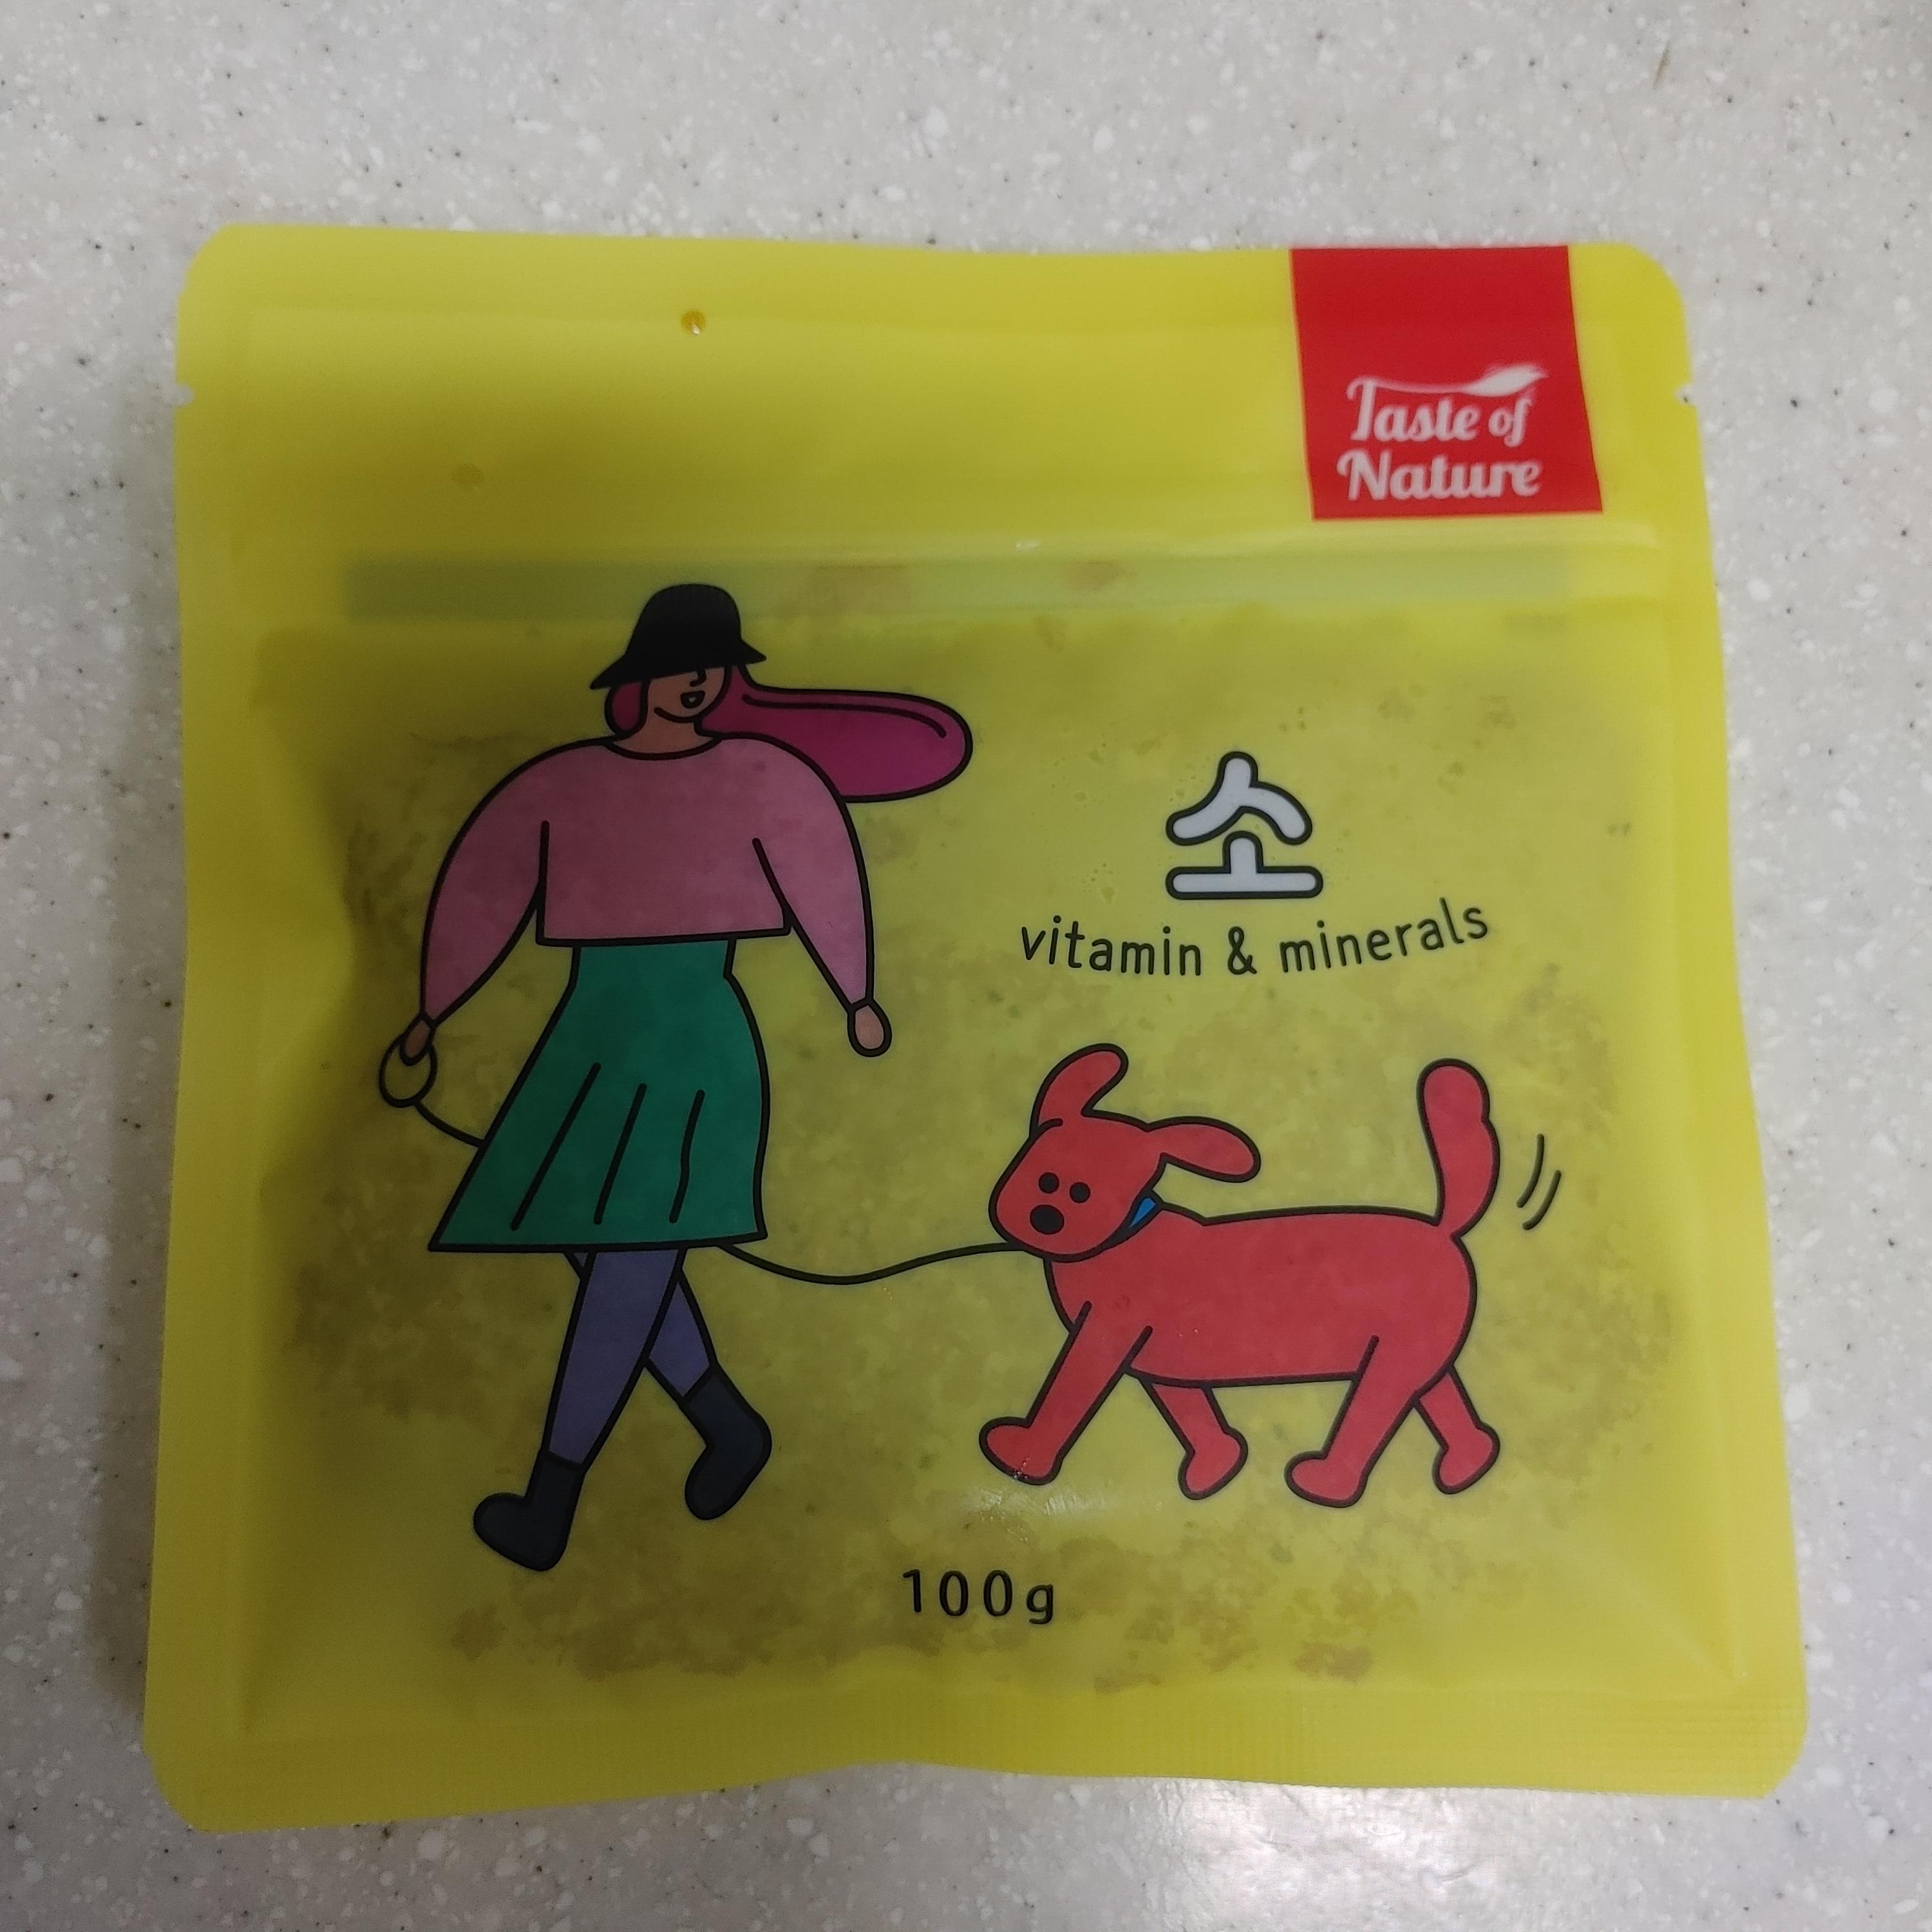 Taste of
Nature
소
vitamin & minerals
100g